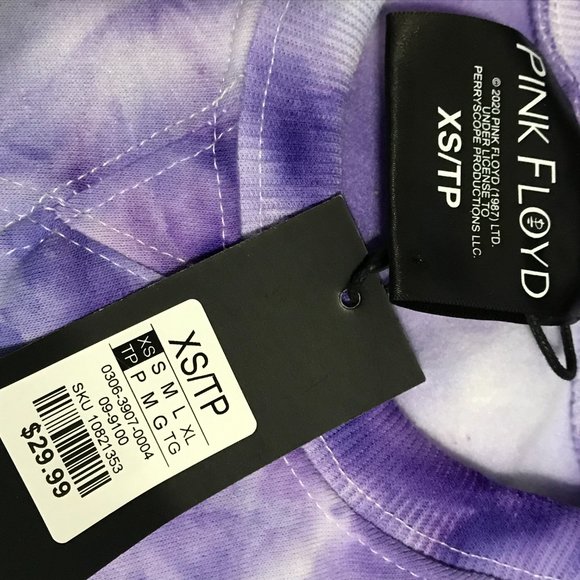 PINK FLOYD
© 2020 PINK FLOYD (1987) LTD.
UNDER LICENSE TO
PERRYSCOPE PRODUCTIONS LLC.
XS/TP
XS/TP
XS S M L XL
TP P M G TG
0306-3907-0004
09-9100
SKU 10821353
$29.99